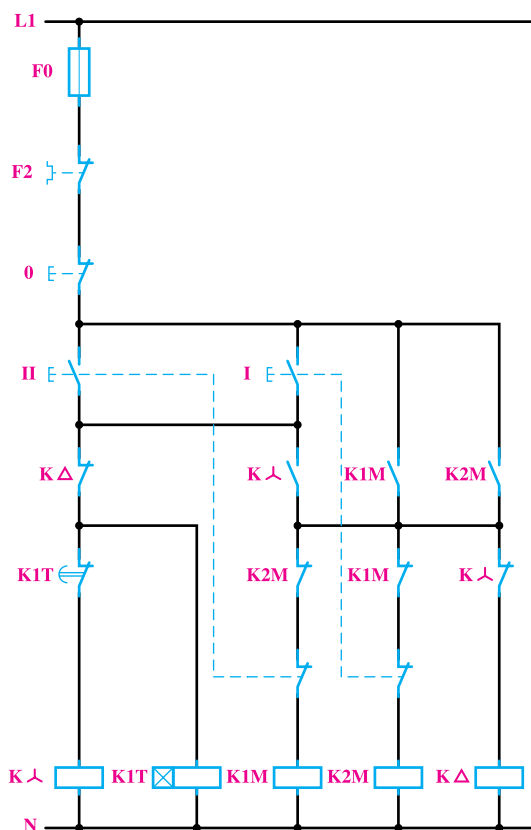 L1
F0
F2
0
II I
K △ K K1M K2M
K1T K2M K1M K
K K1T K1M K2M K △
N